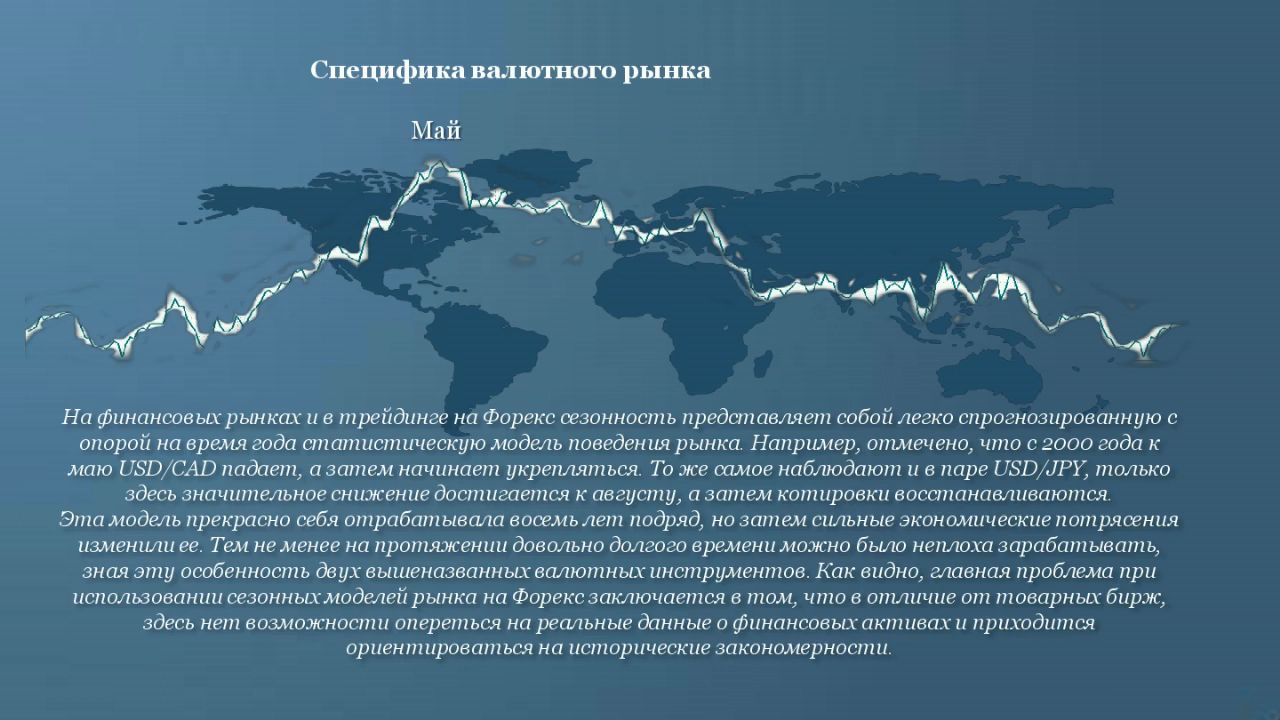 Специфика валютного рынка
Май
На финансовых рынках и в трейдинге на Форекс сезонность представляет собой легко спрогнозированную с
опорой на время года статистическую модель поведения рынка. Например, отмечено, что с 2000 года к
маю USD/CAD падает, а затем начинает укрепляться. То же самое наблюдают и в паре USD/JPY, только
здесь значительное снижение достигается к августу, а затем котировки восстанавливаются.
Эта модель прекрасно себя отрабатывала восемь лет подряд, но затем сильные экономические потрясения
изменили ее. Тем не менее на протяжении довольно долгого времени можно было неплоха зарабатывать,
зная эту особенность двух вышеназванных валютных инструментов. Как видно, главная проблема при
использовании сезонных моделей рынка на Форекс заключается в том, что в отличие от товарных бирж,
здесь нет возможности опереться на реальные данные о финансовых активах и приходится
ориентироваться на исторические закономерности.